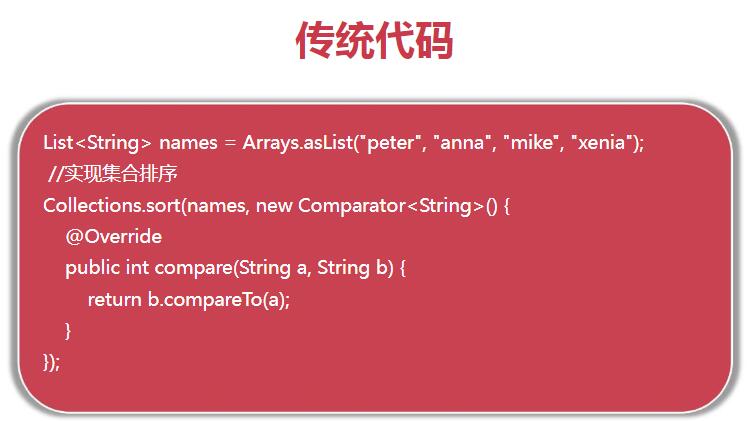 传统代码
List<String> names = Arrays.asList("peter", "anna", "mike", "xenia");
//实现集合排序
Collections.sort(names, new Comparator<String>() {
@Override
public int compare(String a, String b) {
return b.compareTo(a);
}
});